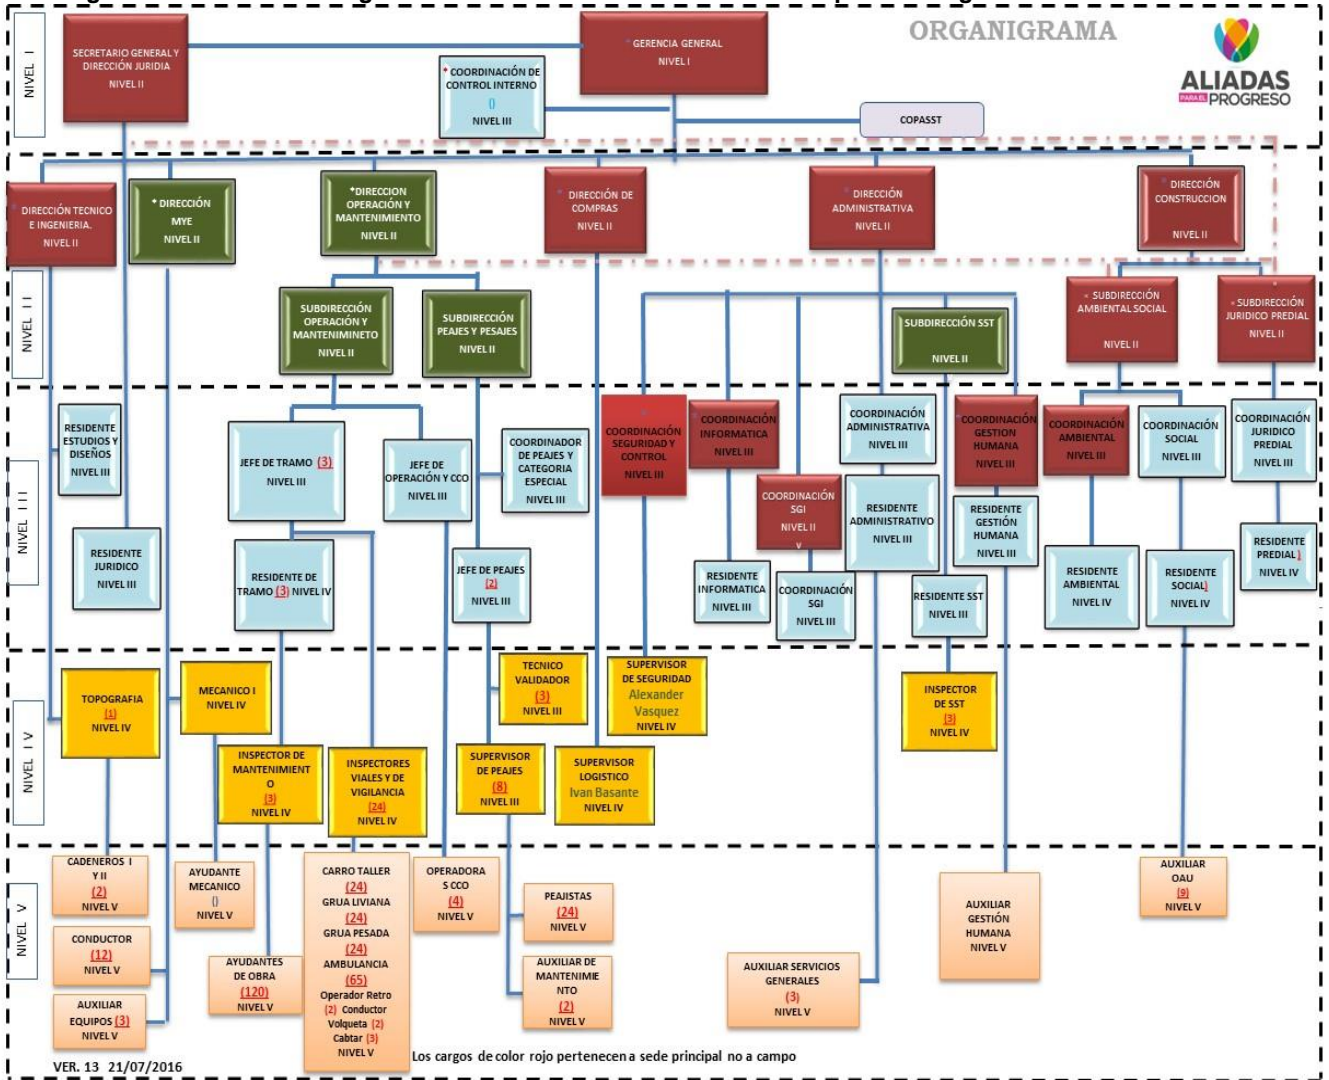 ORGANIGRAMA
ALIADAS
PARA EL PROGRESO
NIVEL I
SECRETARIO GENERAL Y
DIRECCIÓN JURIDIA
NIVEL II
* GERENCIA GENERAL
NIVEL I
* COORDINACIÓN DE
CONTROL INTERNO
()
NIVEL III
COPASST
NIVEL II
* DIRECCIÓN TECNICO
E INGENIERIA.
NIVEL II
* DIRECCIÓN
MYE
NIVEL II
*DIRECCION
OPERACIÓN Y
MANTENIMIENTO
NIVEL II
* DIRECCIÓN DE
COMPRAS
NIVEL II
* DIRECCIÓN
ADMINISTRATIVA
NIVEL II
* DIRECCIÓN
CONSTRUCCION
NIVEL II
SUBDIRECCIÓN
OPERACIÓN Y
MANTENIMINETO
NIVEL II
SUBDIRECCIÓN
PEAJES Y PESAJES
NIVEL II
SUBDIRECCIÓN SST
NIVEL II
* SUBDIRECCIÓN
AMBIENTAL SOCIAL
NIVEL II
* SUBDIRECCIÓN
JURIDICO PREDIAL
NIVEL II
NIVEL III
RESIDENTE
ESTUDIOS Y
DISEÑOS
NIVEL III
RESIDENTE
JURIDICO
NIVEL III
JEFE DE TRAMO (3)
NIVEL III
RESIDENTE DE
TRAMO (3) NIVEL IV
JEFE DE
OPERACIÓN Y CCO
NIVEL III
COORDINADOR
DE PEAJES Y
CATEGORIA
ESPECIAL
NIVEL III
JEFE DE PEAJES
(2)
NIVEL III
COORDINACIÓN
SEGURIDAD Y
CONTROL
NIVEL III
COORDINACIÓN
INFORMATICA
NIVEL III
RESIDENTE
INFORMATICA
NIVEL III
COORDINACIÓN
SGI
NIVEL II
V
COORDINACIÓN
SGI
NIVEL III
COORDINACIÓN
ADMINISTRATIVA
NIVEL III
RESIDENTE
ADMINISTRATIVO
NIVEL III
COORDINACIÓN
GESTION
HUMANA
NIVEL III
RESIDENTE
GESTIÓN
HUMANA
NIVEL III
RESIDENTE SST
NIVEL III
COORDINACIÓN
AMBIENTAL
NIVEL III
RESIDENTE
AMBIENTAL
NIVEL IV
COORDINACIÓN
SOCIAL
NIVEL III
RESIDENTE
SOCIAL)
NIVEL IV
COORDINACIÓN
JURIDICO
PREDIAL
NIVEL III
RESIDENTE
PREDIAL)
NIVEL IV
NIVEL IV
TOPOGRAFIA
(1)
NIVEL IV
MECANICO I
NIVEL IV
INSPECTOR DE
MANTENIMIENT
O
(3)
NIVEL IV
INSPECTORES
VIALES Y DE
VIGILANCIA
(24)
NIVEL IV
TECNICO
VALIDADOR
(3)
NIVEL III
SUPERVISOR
DE PEAJES
(8)
NIVEL III
SUPERVISOR
LOGISTICO
Ivan Basante
NIVEL IV
SUPERVISOR
DE SEGURIDAD
Alexander
Vasquez
NIVEL IV
INSPECTOR
DE SST
(3)
NIVEL IV
NIVEL V
CADENEROS I
Y II
(2)
NIVEL V
CONDUCTOR
(12)
NIVEL V
AUXILIAR
EQUIPOS (3)
NIVEL V
AYUDANTE
MECANICO
()
NIVEL V
AYUDANTES
DE OBRA
(120)
NIVEL V
CARRO TALLER
(24)
GRUA LIVIANA
(24)
GRUA PESADA
(24)
AMBULANCIA
(65)
Operador Retro
(2) Conductor
Volqueta (2)
Cabtar (3)
NIVEL V
OPERADORA
S CCO
(4)
NIVEL V
PEAJISTAS
(24)
NIVEL V
AUXILIAR DE
MANTENIMIE
NTO
(2)
NIVEL V
AUXILIAR SERVICIOS
GENERALES
(3)
NIVEL V
AUXILIAR
GESTIÓN
HUMANA
NIVEL V
AUXILIAR
OAU
(9)
NIVEL V
Los cargos de color rojo pertenecen a sede principal no a campo
VER. 13 21/07/2016